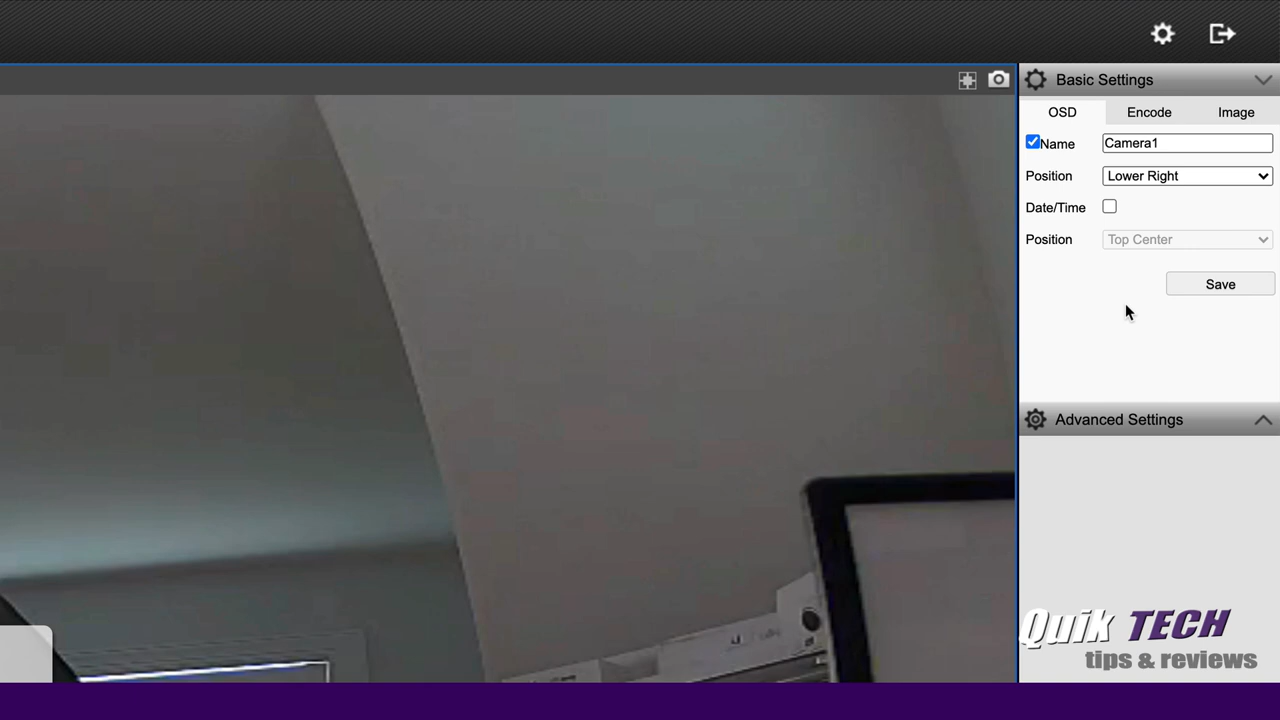 Basic Settings
OSD Encode Image
Name Camera1
Position Lower Right
Date/Time
Position Top Center
Save
Advanced Settings
Quik TECH
tips & reviews